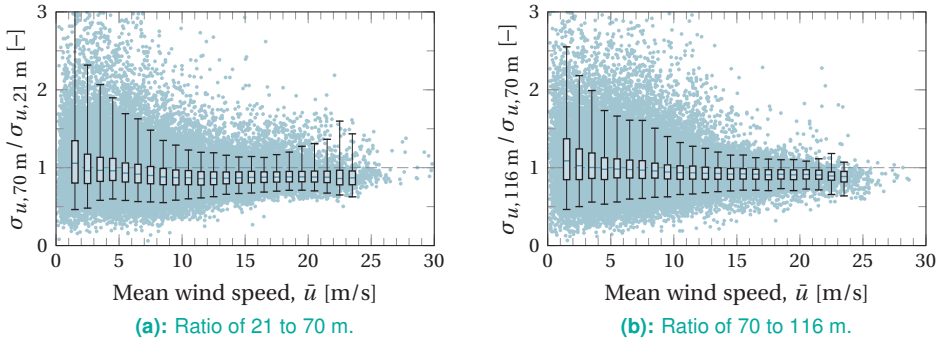 σu,70 m / σu,21 m [−]
3
2
1
0
0 5 10 15 20 25 30
Mean wind speed, ū [m/s]
(a): Ratio of 21 to 70 m.
σu,116 m / σu,70 m [−]
3
2
1
0
0 5 10 15 20 25 30
Mean wind speed, ū [m/s]
(b): Ratio of 70 to 116 m.